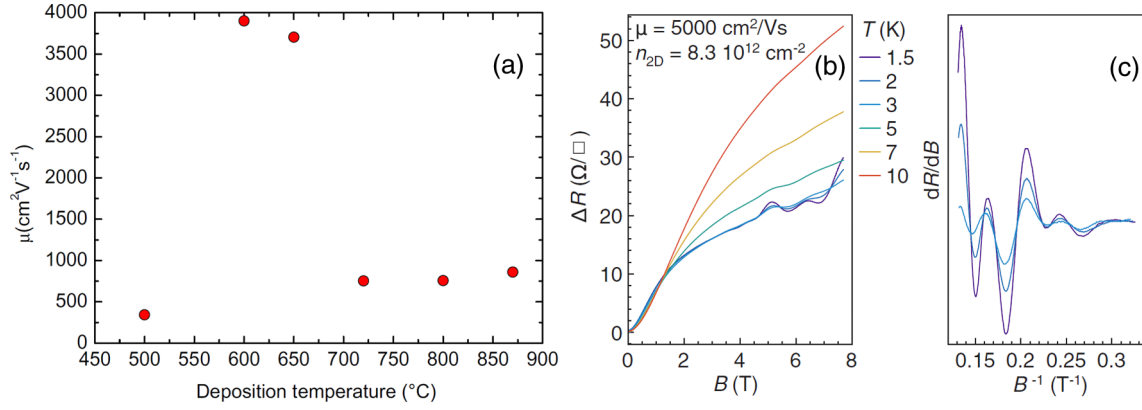 4000
3500
3000
2500
2000
1500
1000
500
0
μ(cm²V⁻¹s⁻¹)
450 500 550 600 650 700 750 800 850 900
Deposition temperature (°C)
(a)
μ = 5000 cm²/Vs
n2D = 8.3 10¹² cm⁻²
(b)
50
40
30
20
10
0
ΔR (Ω/□)
0 2 4 6 8
B (T)
T (K)
1.5
2
3
5
7
10
(c)
dR/dB
0.15 0.2 0.25 0.3
B⁻¹ (T⁻¹)